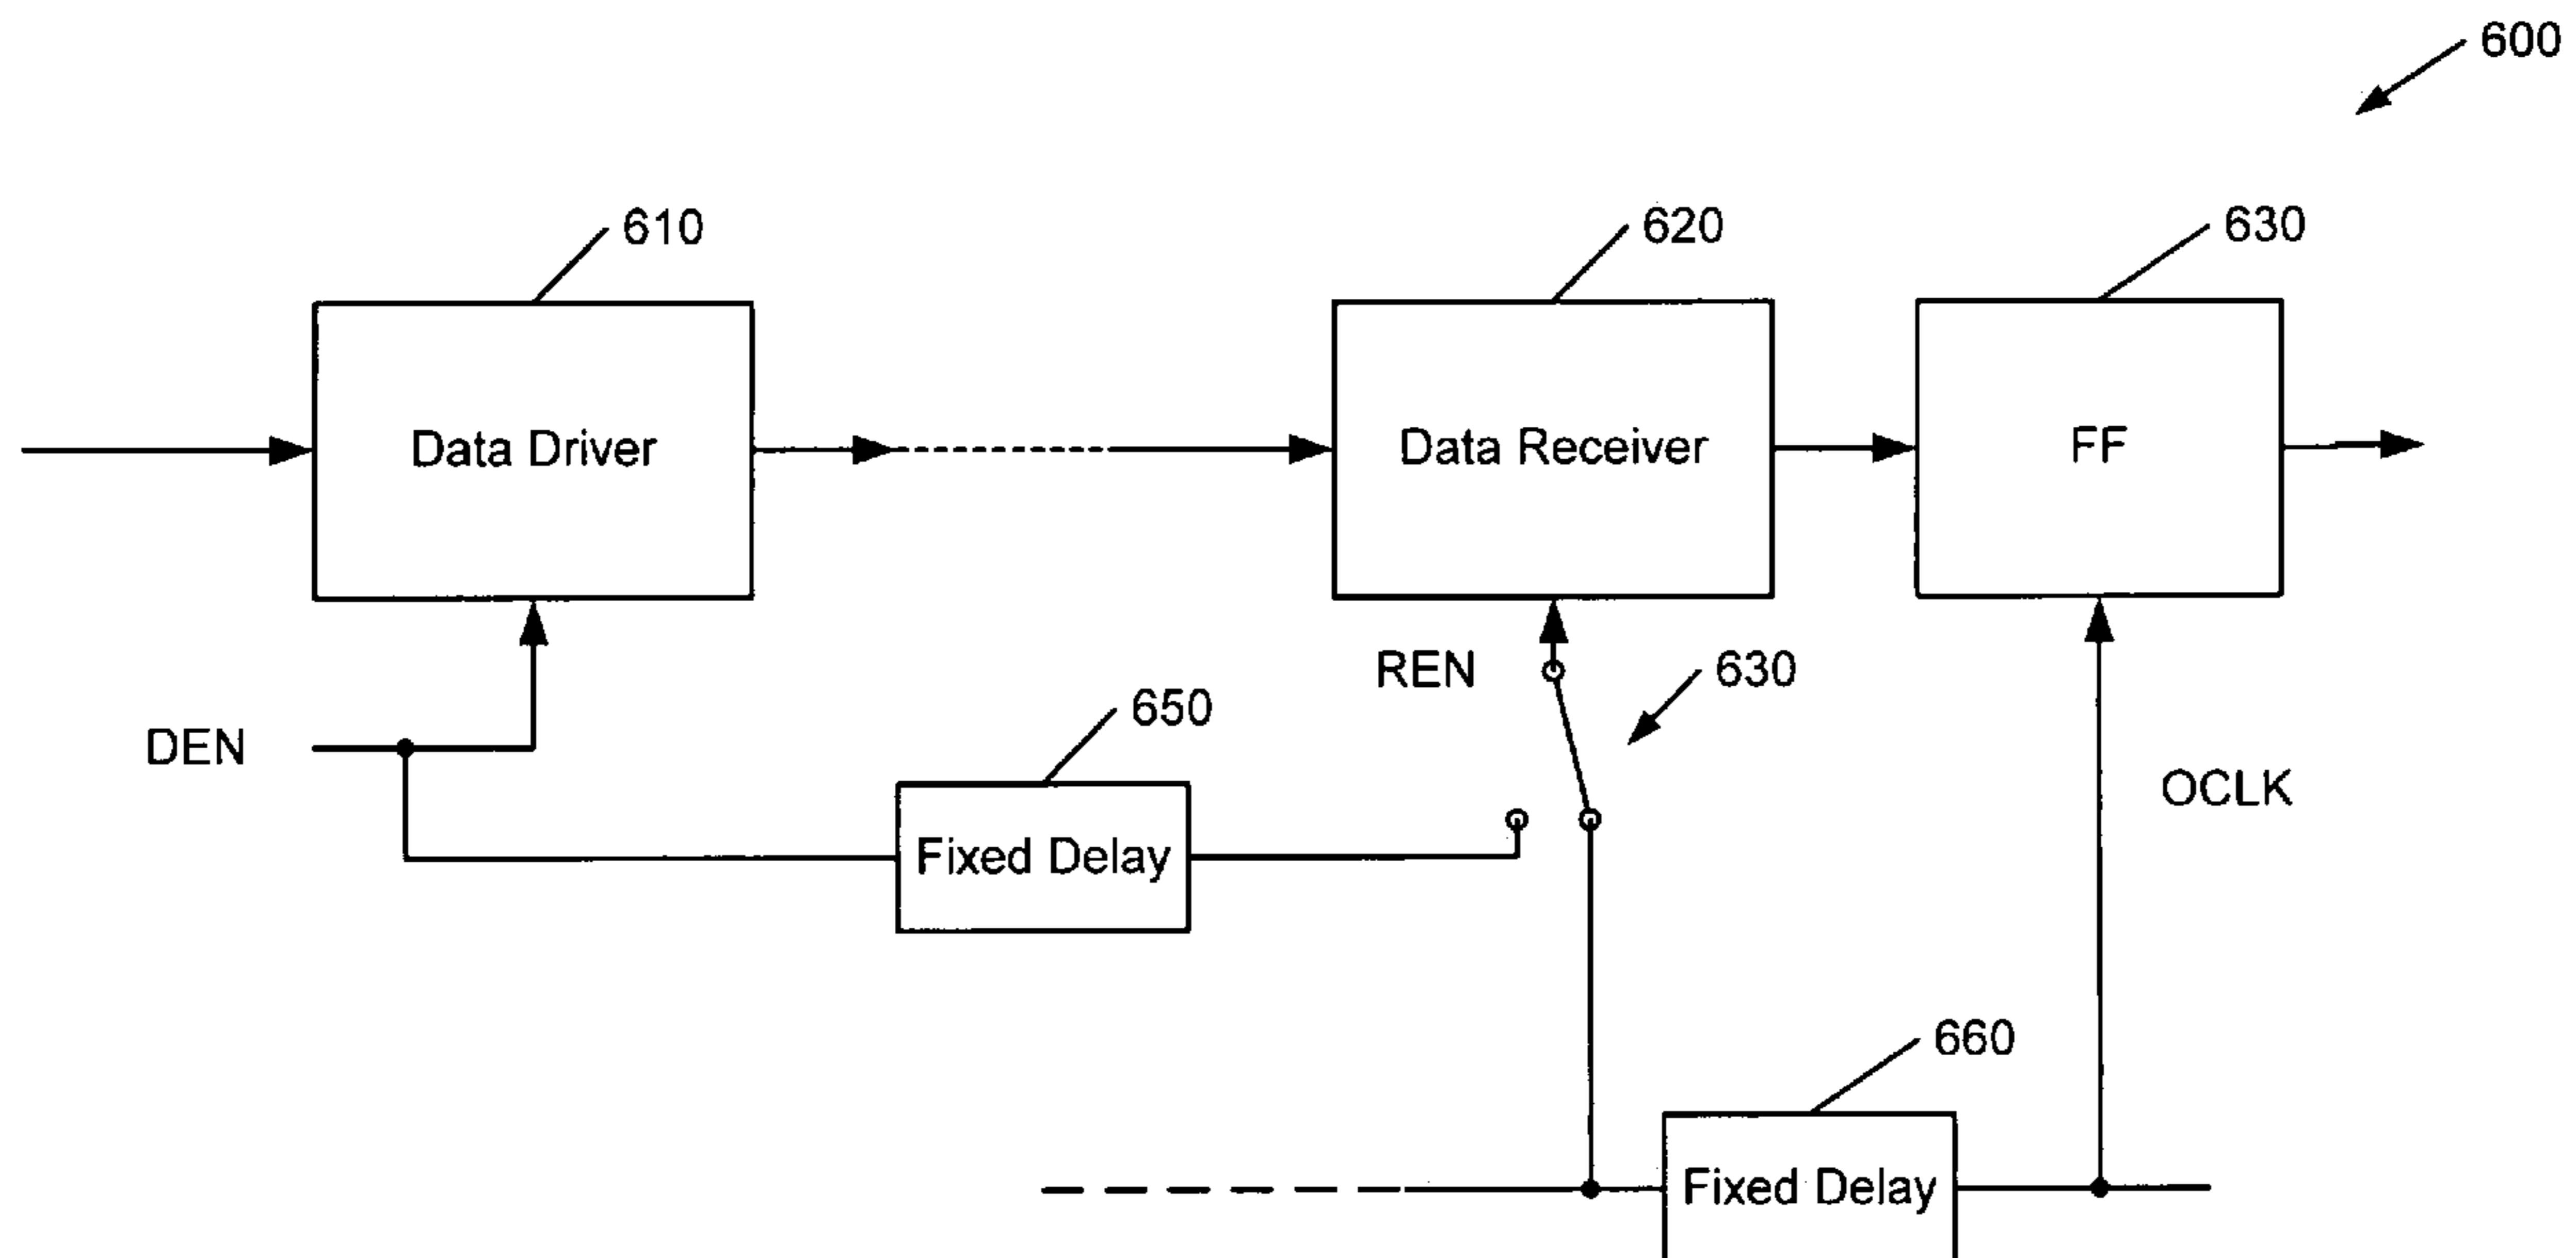 600
610
620
630
Data Driver
Data Receiver
FF
REN
630
650
DEN
OCLK
Fixed Delay
660
Fixed Delay